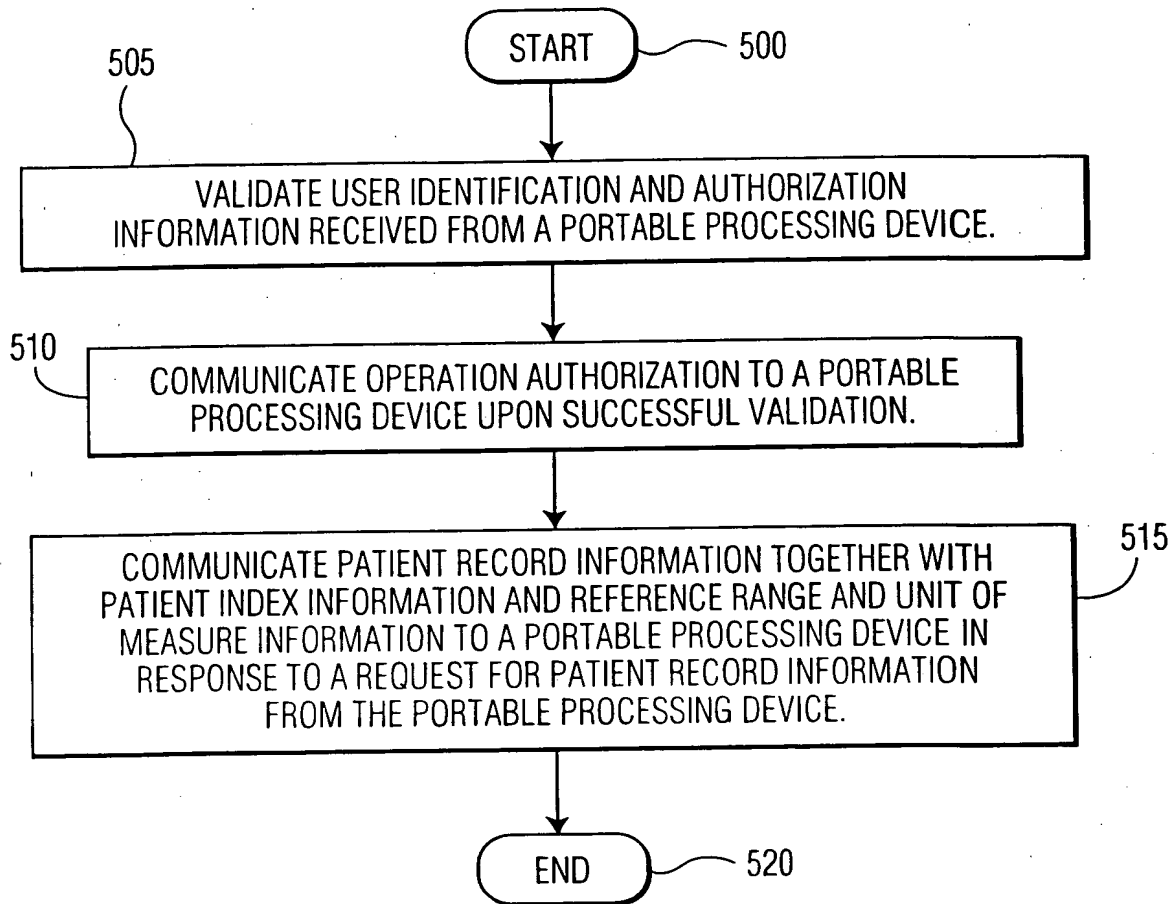 START
500
505
VALIDATE USER IDENTIFICATION AND AUTHORIZATION
INFORMATION RECEIVED FROM A PORTABLE PROCESSING DEVICE.
510
COMMUNICATE OPERATION AUTHORIZATION TO A PORTABLE
PROCESSING DEVICE UPON SUCCESSFUL VALIDATION.
515
COMMUNICATE PATIENT RECORD INFORMATION TOGETHER WITH
PATIENT INDEX INFORMATION AND REFERENCE RANGE AND UNIT OF
MEASURE INFORMATION TO A PORTABLE PROCESSING DEVICE IN
RESPONSE TO A REQUEST FOR PATIENT RECORD INFORMATION
FROM THE PORTABLE PROCESSING DEVICE.
END
520